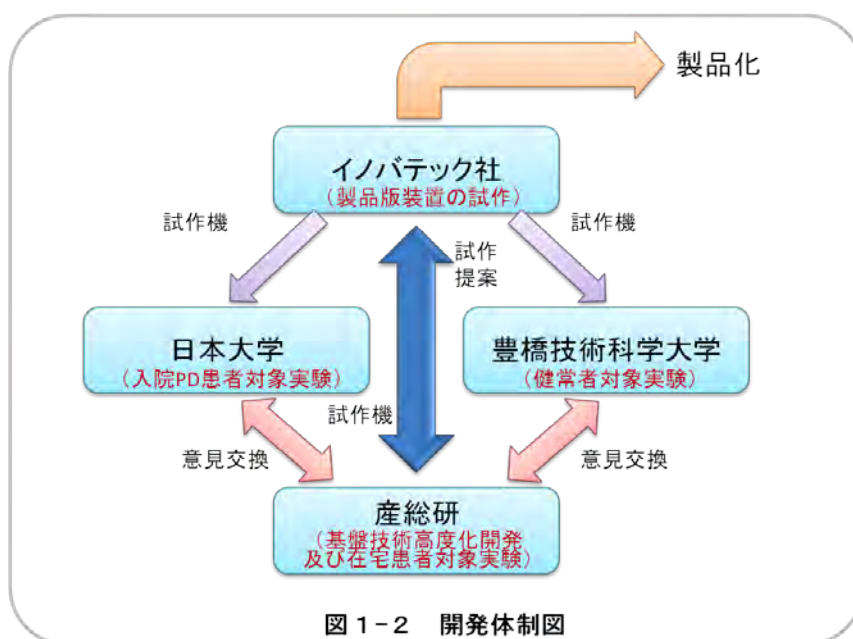 製品化
イノバテック社
（製品版装置の試作）
試作機
試作機
試作
提案
日本大学
（入院PD患者対象実験）
豊橋技術科学大学
（健常者対象実験）
試作機
意見交換
意見交換
産総研
（基盤技術高度化開発
及び在宅患者対象実験）
図1-2 開発体制図